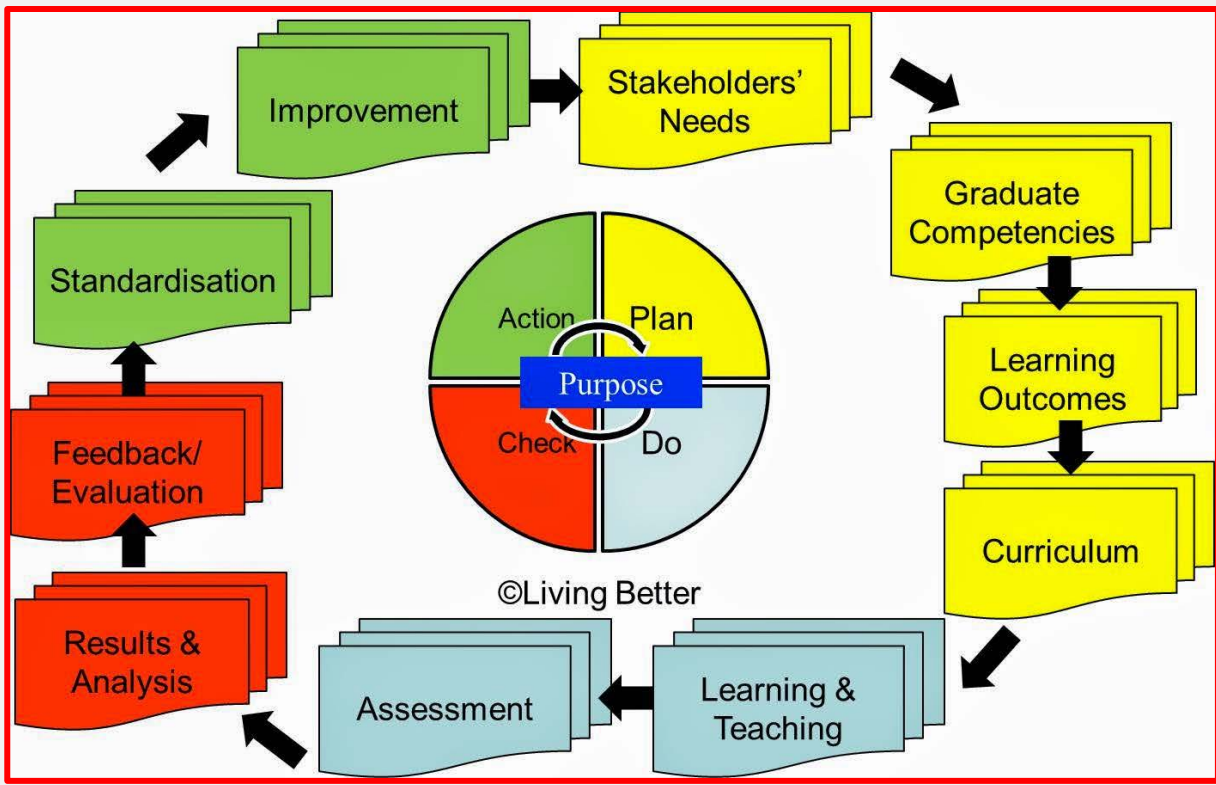 Improvement
Stakeholders'
Needs
Graduate
Competencies
Learning
Outcomes
Curriculum
Learning &
Teaching
Assessment
Results &
Analysis
Feedback/
Evaluation
Standardisation
Action
Plan
Purpose
Check
Do
©Living Better